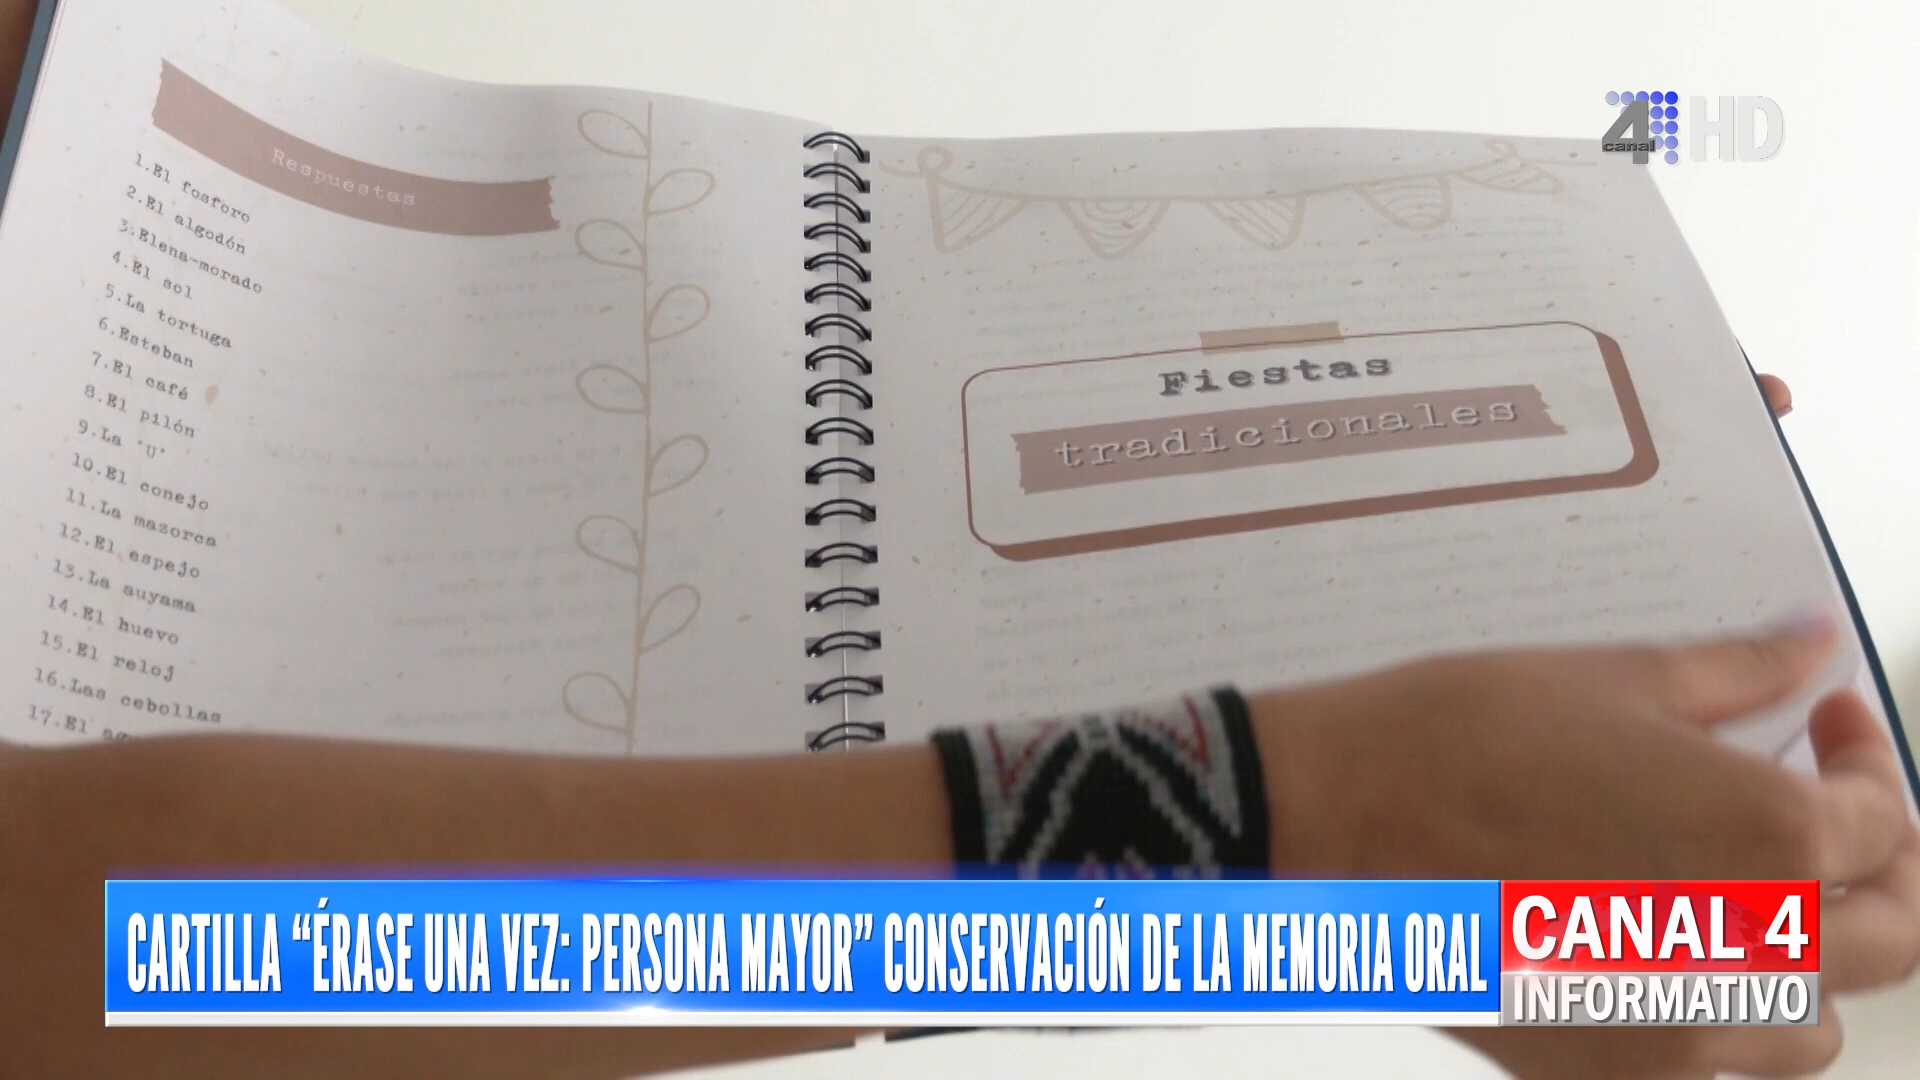 4
canal
HD
Respuestas
1.El fosforo
2.El algodón
3.Elena-morado
4.El sol
5.La tortuga
6.Esteban
7.El café
8.El pilón
9.La "U"
10.El conejo
11.La mazorca
12.El espejo
13.La auyama
14.El huevo
15.El reloj
16.Las cebollas
17.El
Fiestas
tradicionales
CARTILLA “ÉRASE UNA VEZ: PERSONA MAYOR” CONSERVACIÓN DE LA MEMORIA ORAL
CANAL 4
INFORMATIVO